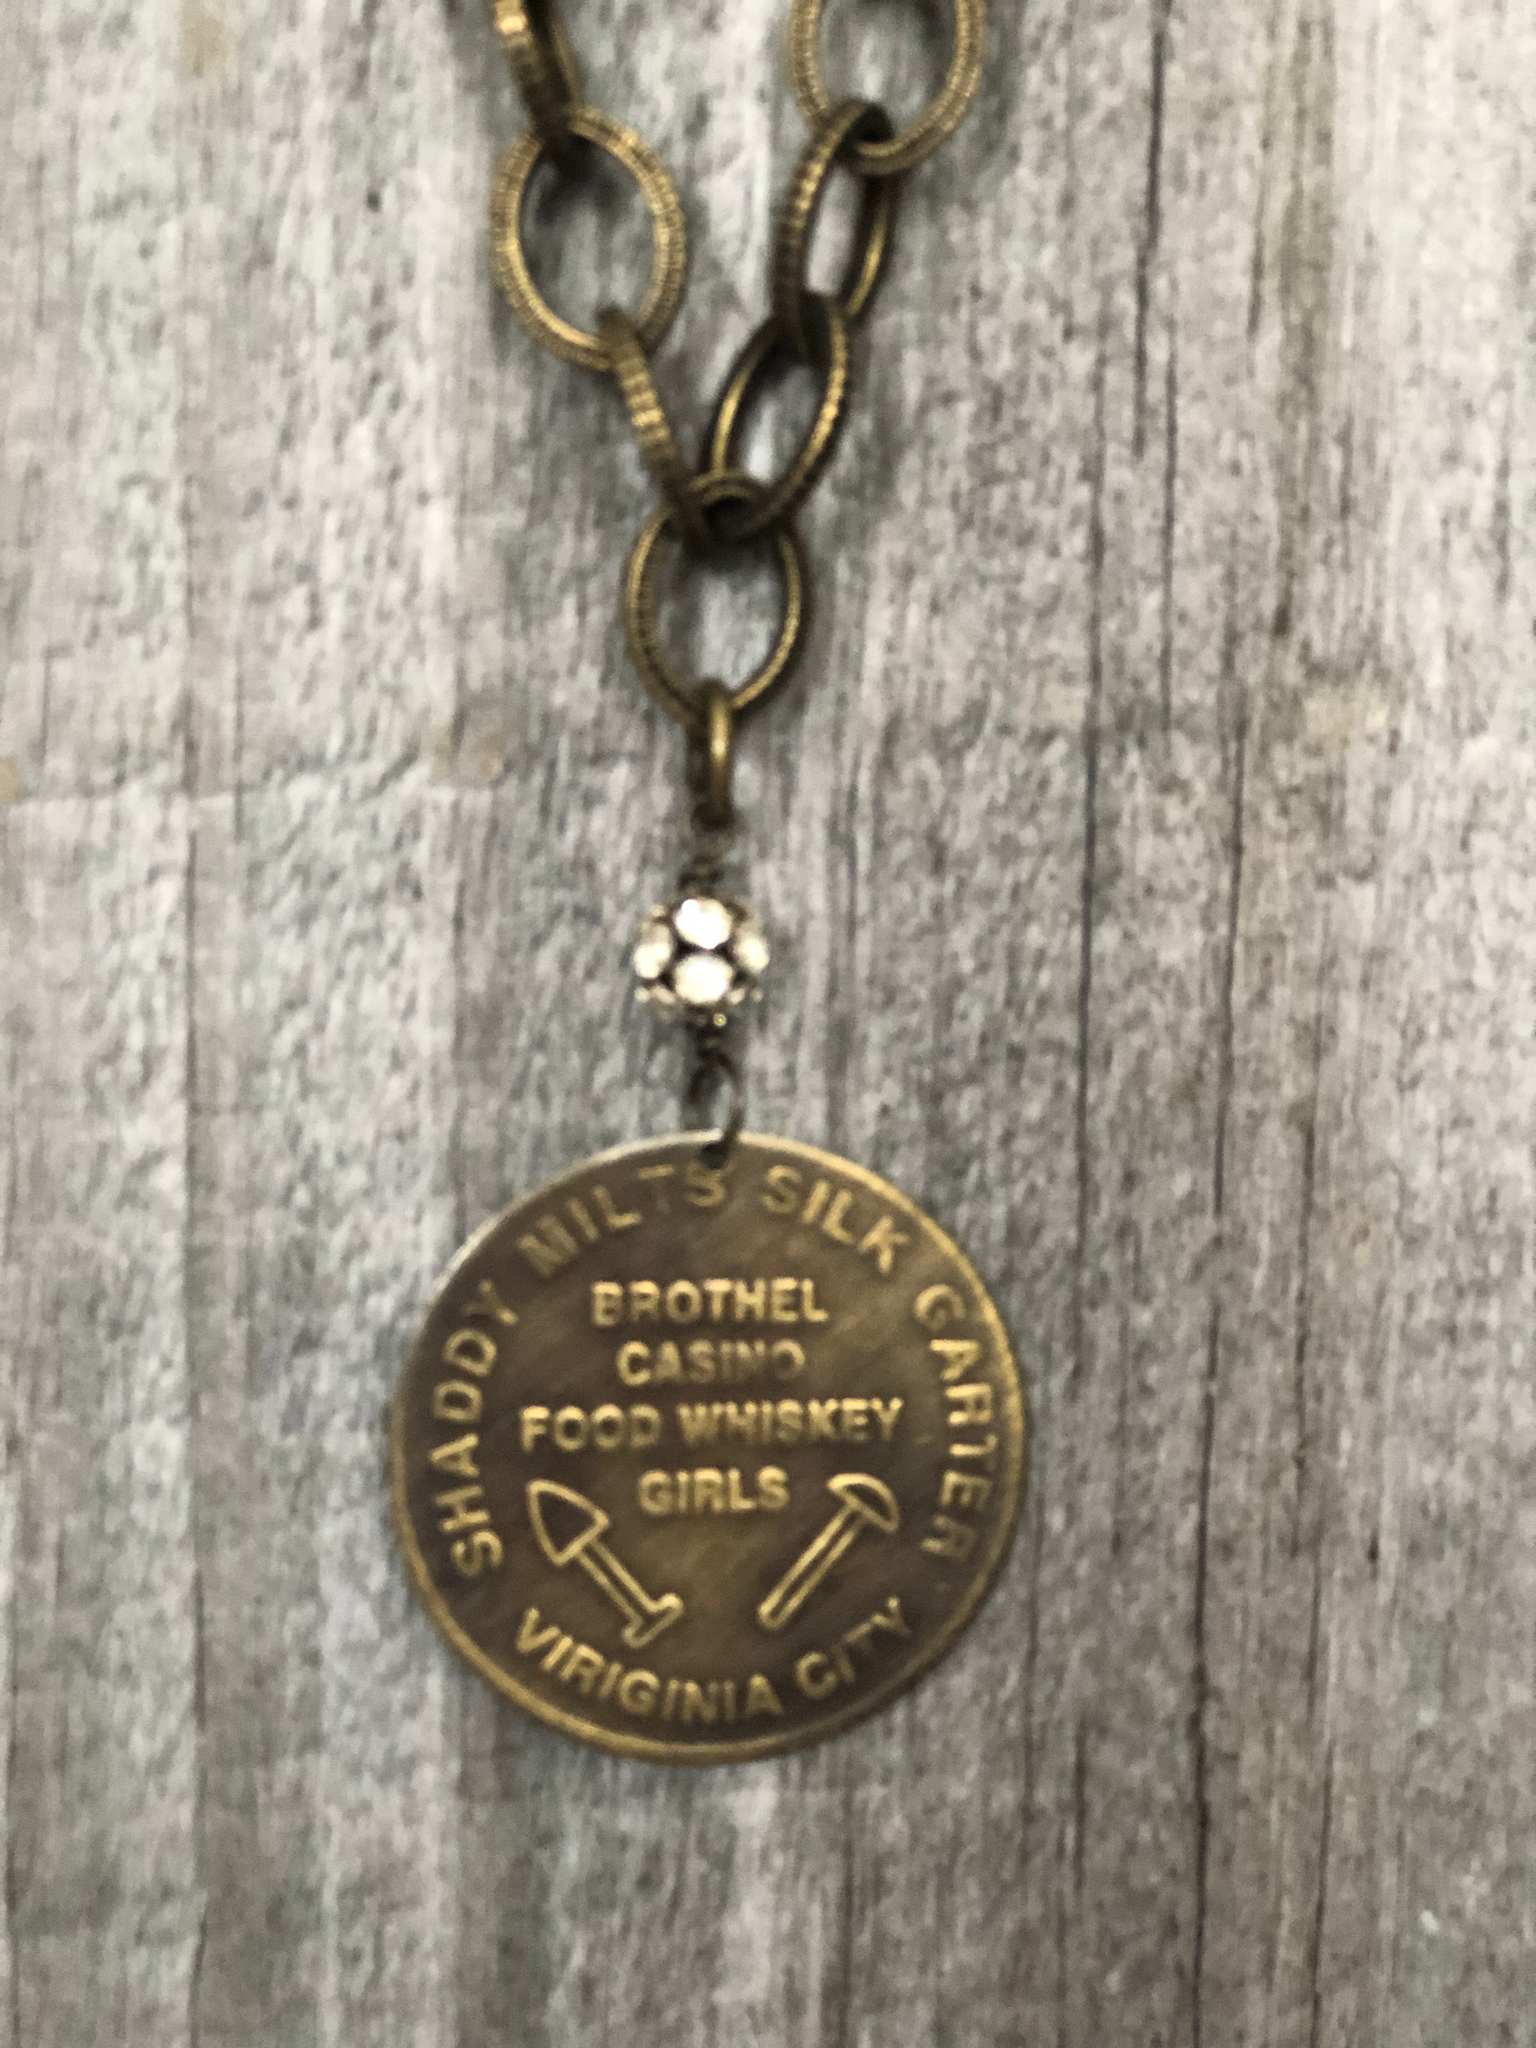 SHADDY MILTS SILK GARTER
BROTHEL
CASINO
FOOD WHISKEY
GIRLS
VIRIGINIA CITY